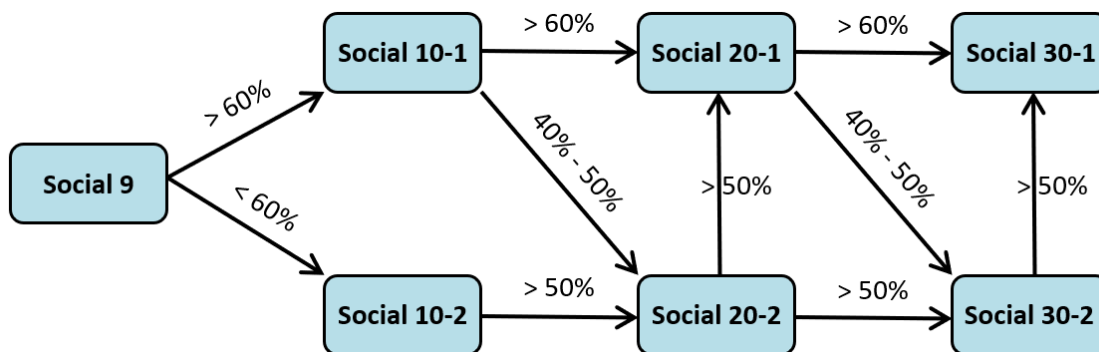 > 60%
> 60%
Social 10-1
Social 20-1
Social 30-1
> 60%
40% - 50%
40% - 50%
Social 9
> 50%
> 50%
< 60%
> 50%
> 50%
Social 10-2
Social 20-2
Social 30-2